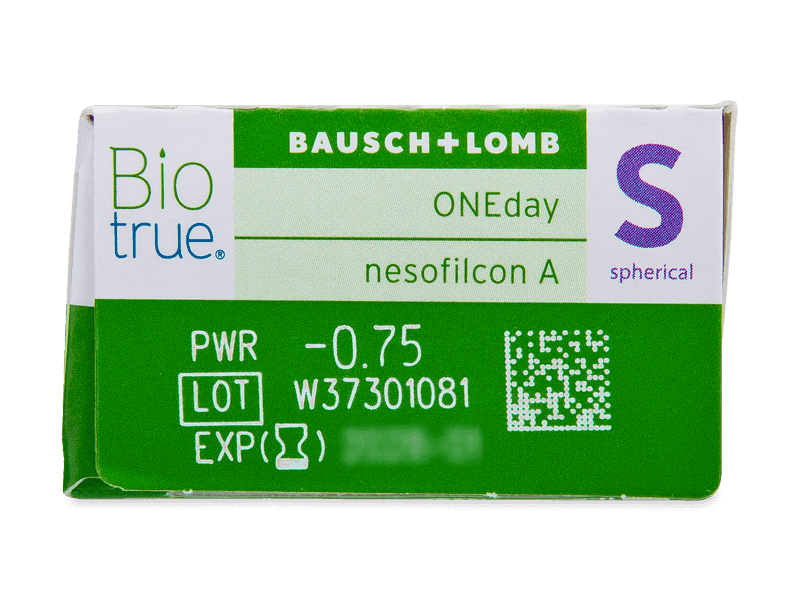 Bio
true®
BAUSCH+LOMB
ONEday
nesofilcon A
S
spherical
PWR -0.75
LOT W37301081
EXP( )